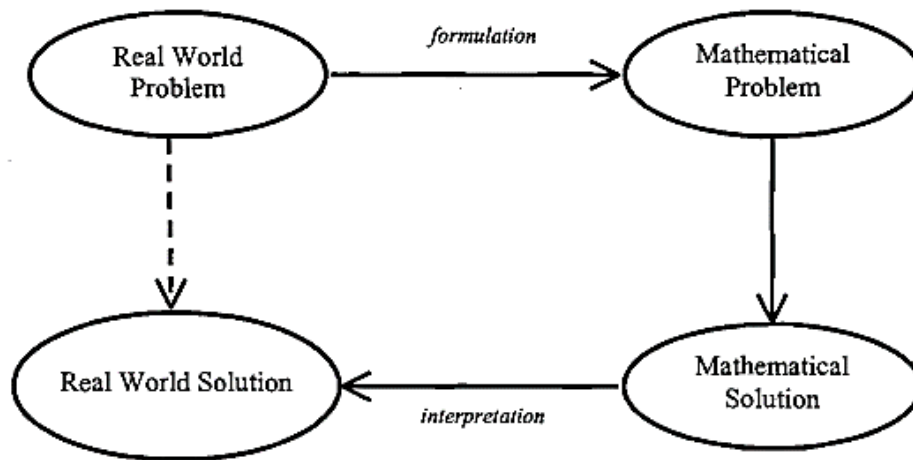 Real World
Problem
formulation
Mathematical
Problem
Real World Solution
interpretation
Mathematical
Solution